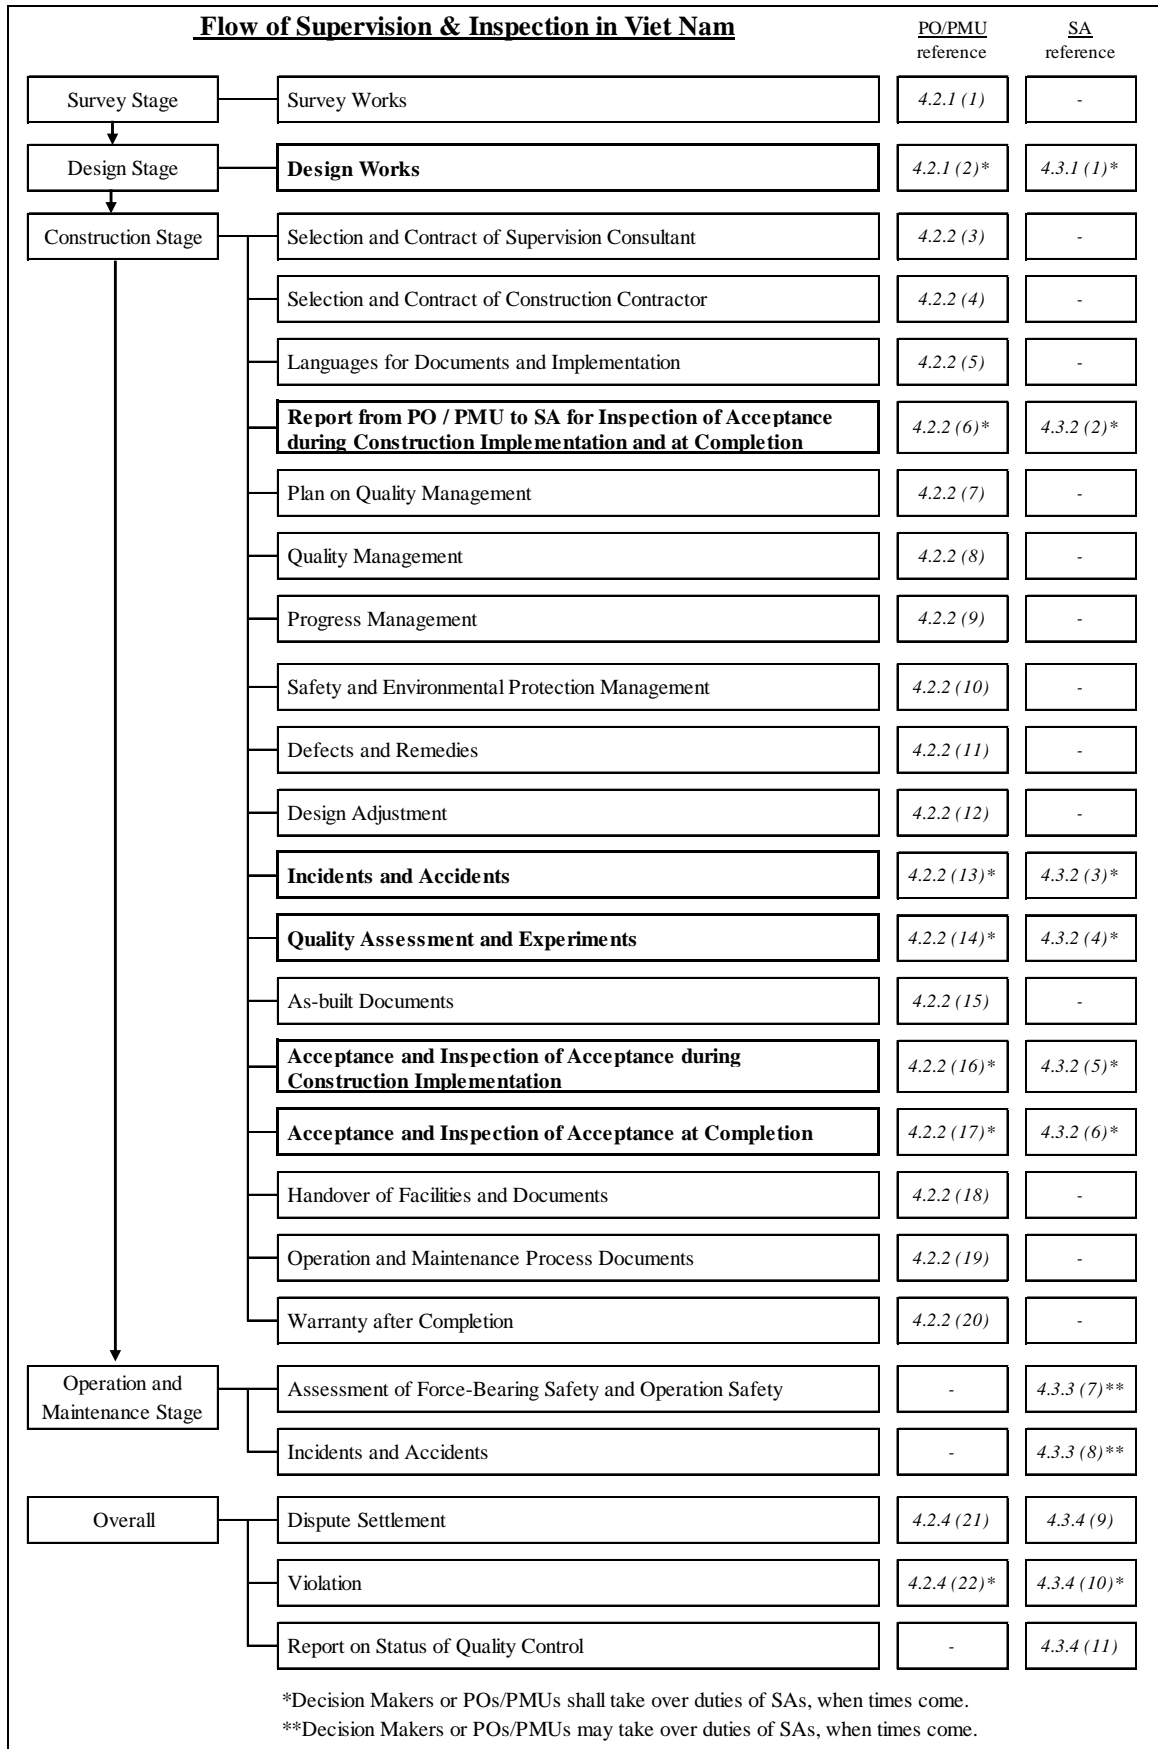 Flow of Supervision & Inspection in Viet Nam
PO/PMU
reference
SA
reference
Survey Stage
Survey Works
4.2.1 (1)
-
Design Stage
Design Works
4.2.1 (2)*
4.3.1 (1)*
Construction Stage
Selection and Contract of Supervision Consultant
4.2.2 (3)
-
Selection and Contract of Construction Contractor
4.2.2 (4)
-
Languages for Documents and Implementation
4.2.2 (5)
-
Report from PO / PMU to SA for Inspection of Acceptance
during Construction Implementation and at Completion
4.2.2 (6)*
4.3.2 (2)*
Plan on Quality Management
4.2.2 (7)
-
Quality Management
4.2.2 (8)
-
Progress Management
4.2.2 (9)
-
Safety and Environmental Protection Management
4.2.2 (10)
-
Defects and Remedies
4.2.2 (11)
-
Design Adjustment
4.2.2 (12)
-
Incidents and Accidents
4.2.2 (13)*
4.3.2 (3)*
Quality Assessment and Experiments
4.2.2 (14)*
4.3.2 (4)*
As-built Documents
4.2.2 (15)
-
Acceptance and Inspection of Acceptance during
Construction Implementation
4.2.2 (16)*
4.3.2 (5)*
Acceptance and Inspection of Acceptance at Completion
4.2.2 (17)*
4.3.2 (6)*
Handover of Facilities and Documents
4.2.2 (18)
-
Operation and Maintenance Process Documents
4.2.2 (19)
-
Warranty after Completion
4.2.2 (20)
-
Operation and
Maintenance Stage
Assessment of Force-Bearing Safety and Operation Safety
-
4.3.3 (7)**
Incidents and Accidents
-
4.3.3 (8)**
Overall
Dispute Settlement
4.2.4 (21)
4.3.4 (9)
Violation
4.2.4 (22)*
4.3.4 (10)*
Report on Status of Quality Control
-
4.3.4 (11)
*Decision Makers or POs/PMUs shall take over duties of SAs, when times come.
**Decision Makers or POs/PMUs may take over duties of SAs, when times come.